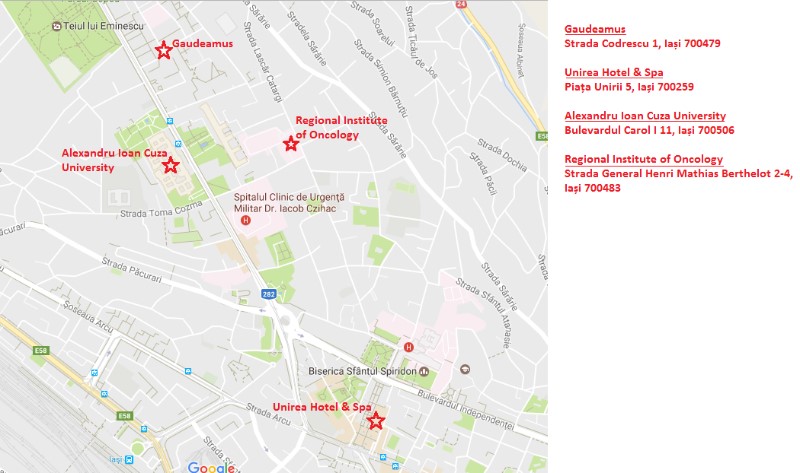 Teiul lui Eminescu
Gaudeamus
Strada Lascăr Catargi
Strada Sărărie
Stradela Sărărie
Strada Soarelui
Strada Ticău de Jos
Strada Simion Bărnuțiu
Strada Sărărie
24
Regional Institute
of Oncology
Alexandru Ioan Cuza
University
E58
Strada Dochia
Strada Păcii
Spitalul Clinic de Urgență
Militar Dr. Iacob Czihac
H
Strada Toma Cozma
Păcurari
Strada Păcurari
Strada Sărărie
Strada Sfântul Atanasie
282
Șoseaua Arcu
E58
H
Biserica Sfântul Spiridon
Bulevardul Independenței
Unirea Hotel & Spa
Strada Arcu
E58
Iași
Google
Gaudeamus
Strada Codrescu 1, Iași 700479
Unirea Hotel & Spa
Piața Unirii 5, Iași 700259
Alexandru Ioan Cuza University
Bulevardul Carol I 11, Iași 700506
Regional Institute of Oncology
Strada General Henri Mathias Berthelot 2-4,
Iași 700483